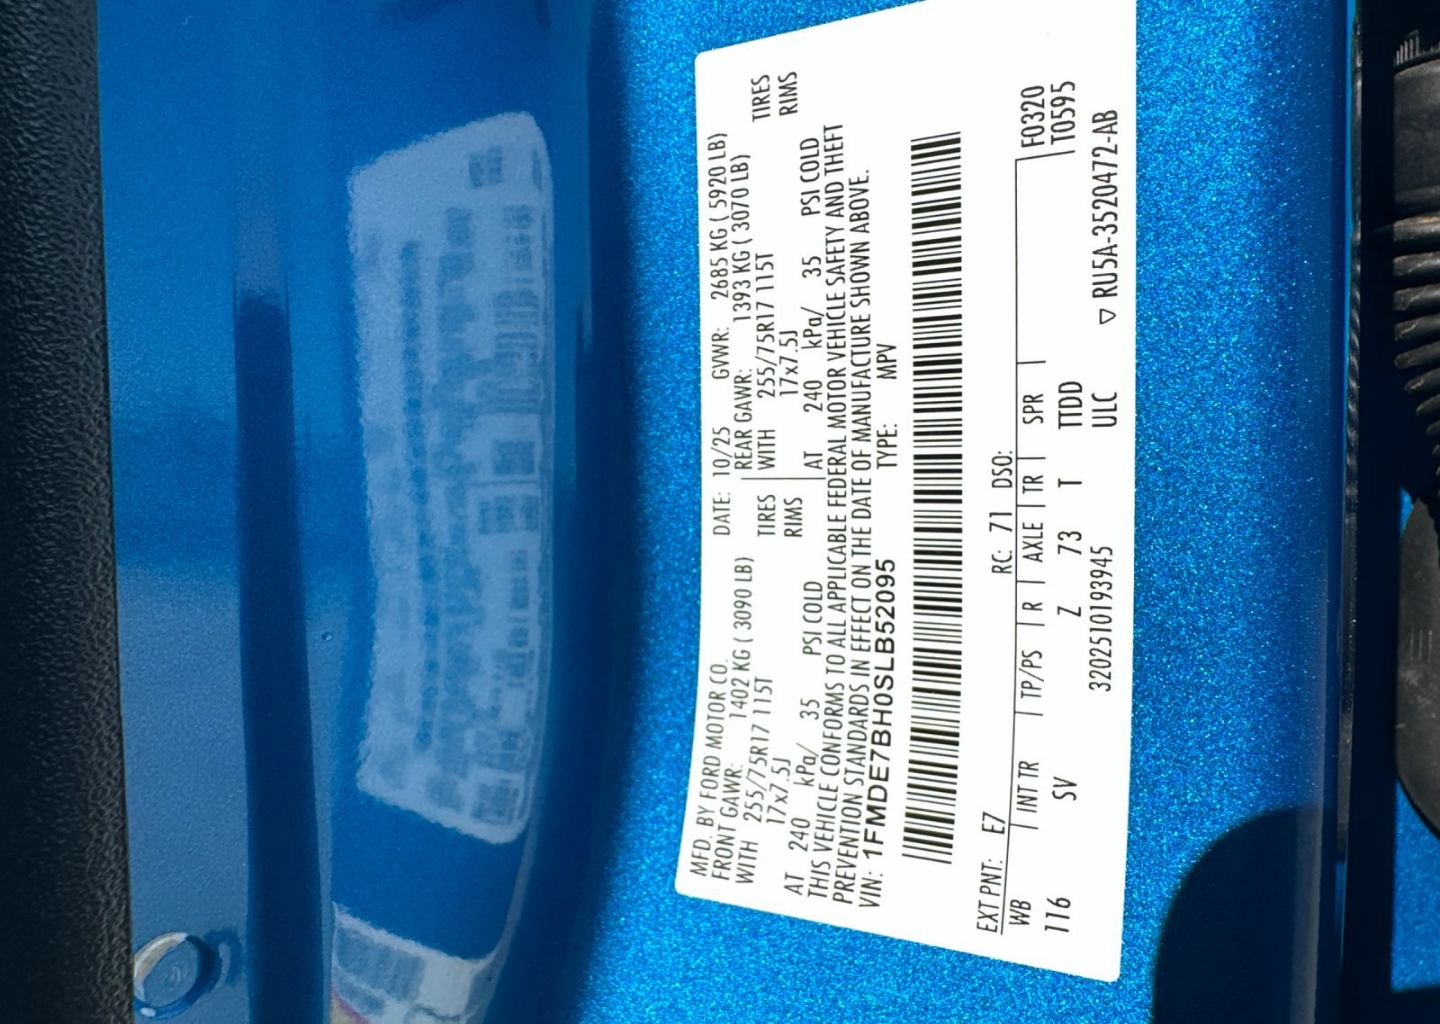 MFD. BY FORD MOTOR CO. DATE: 10/25 GVWR: 2685 KG ( 5920 LB)
FRONT GAWR: 1402 KG ( 3090 LB) REAR GAWR: 1393 KG ( 3070 LB)
WITH 255/75R17 115T TIRES WITH 255/75R17 115T TIRES
17x7.5J RIMS 17x7.5J RIMS
AT 240 kPa/ 35 PSI COLD AT 240 kPa/ 35 PSI COLD
THIS VEHICLE CONFORMS TO ALL APPLICABLE FEDERAL MOTOR VEHICLE SAFETY AND THEFT
PREVENTION STANDARDS IN EFFECT ON THE DATE OF MANUFACTURE SHOWN ABOVE.
VIN: 1FMDE7BH0SLB52095 TYPE: MPV
EXT PNT: E7 RC: 71 DSO:
WB INT TR TP/PS R AXLE TR SPR F0320
116 SV Z 73 T TTDD T0595
3202510193945 ULC ▽ RU5A-3520472-AB